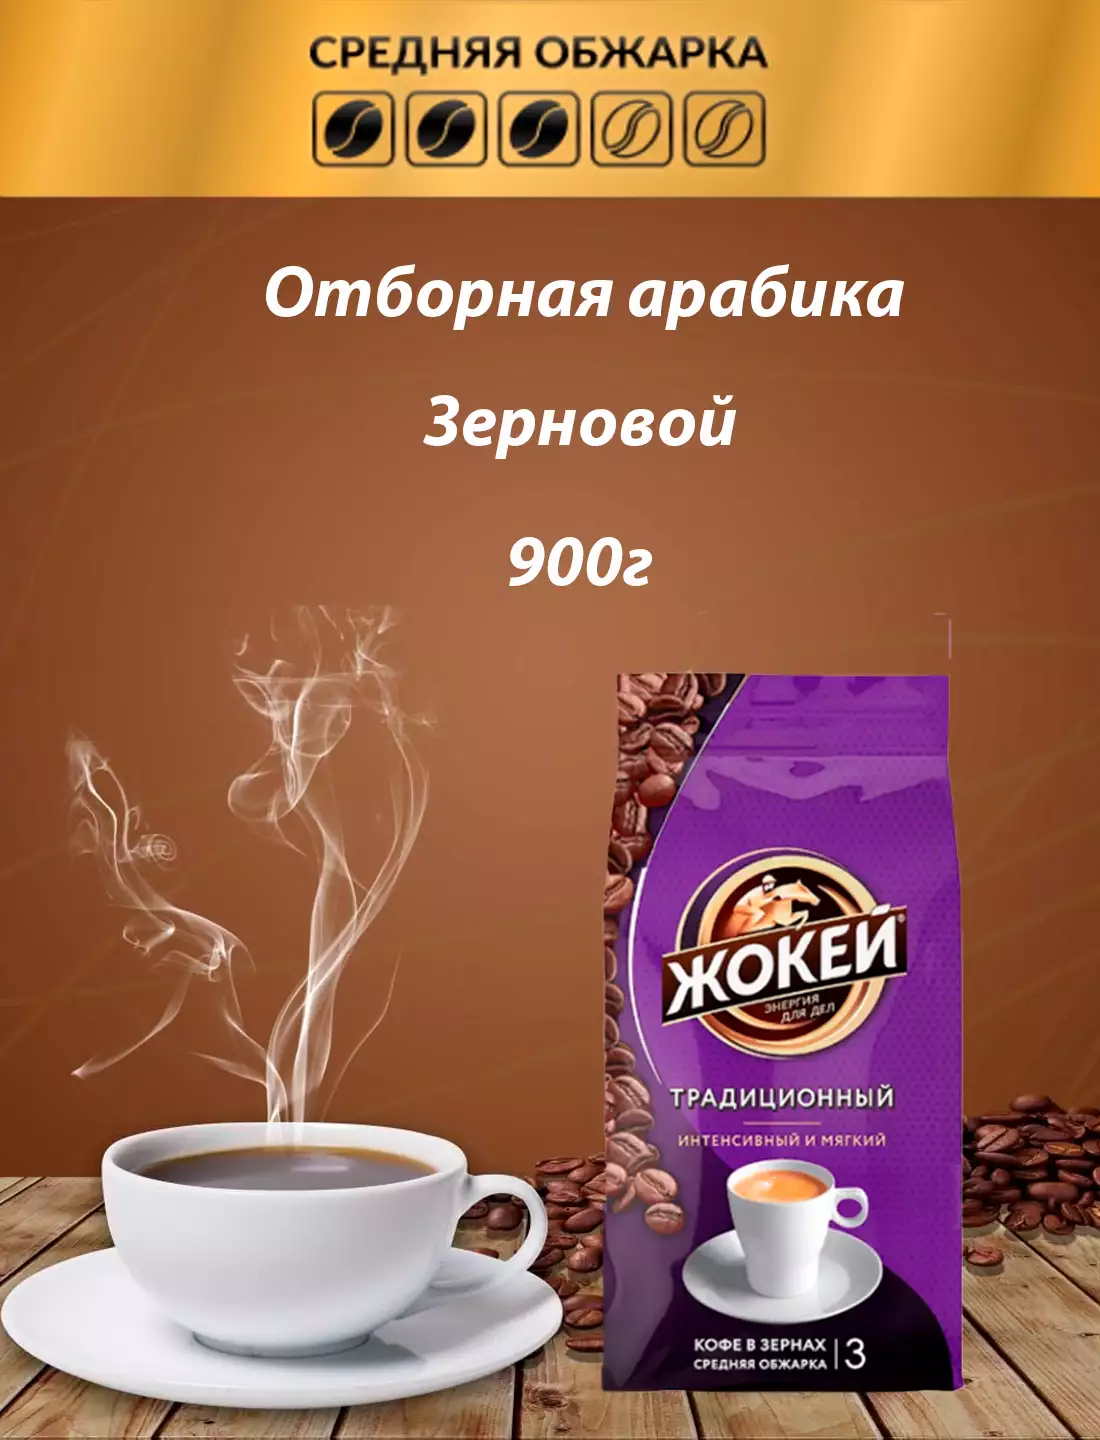 СРЕДНЯЯ ОБЖАРКА
Отборная арабика
Зерновой
900г
ЖОКЕЙ®
ЭНЕРГИЯ
ДЛЯ ДЕЛ
ТРАДИЦИОННЫЙ
ИНТЕНСИВНЫЙ И МЯГКИЙ
КОФЕ В ЗЕРНАХ
СРЕДНЯЯ ОБЖАРКА
3